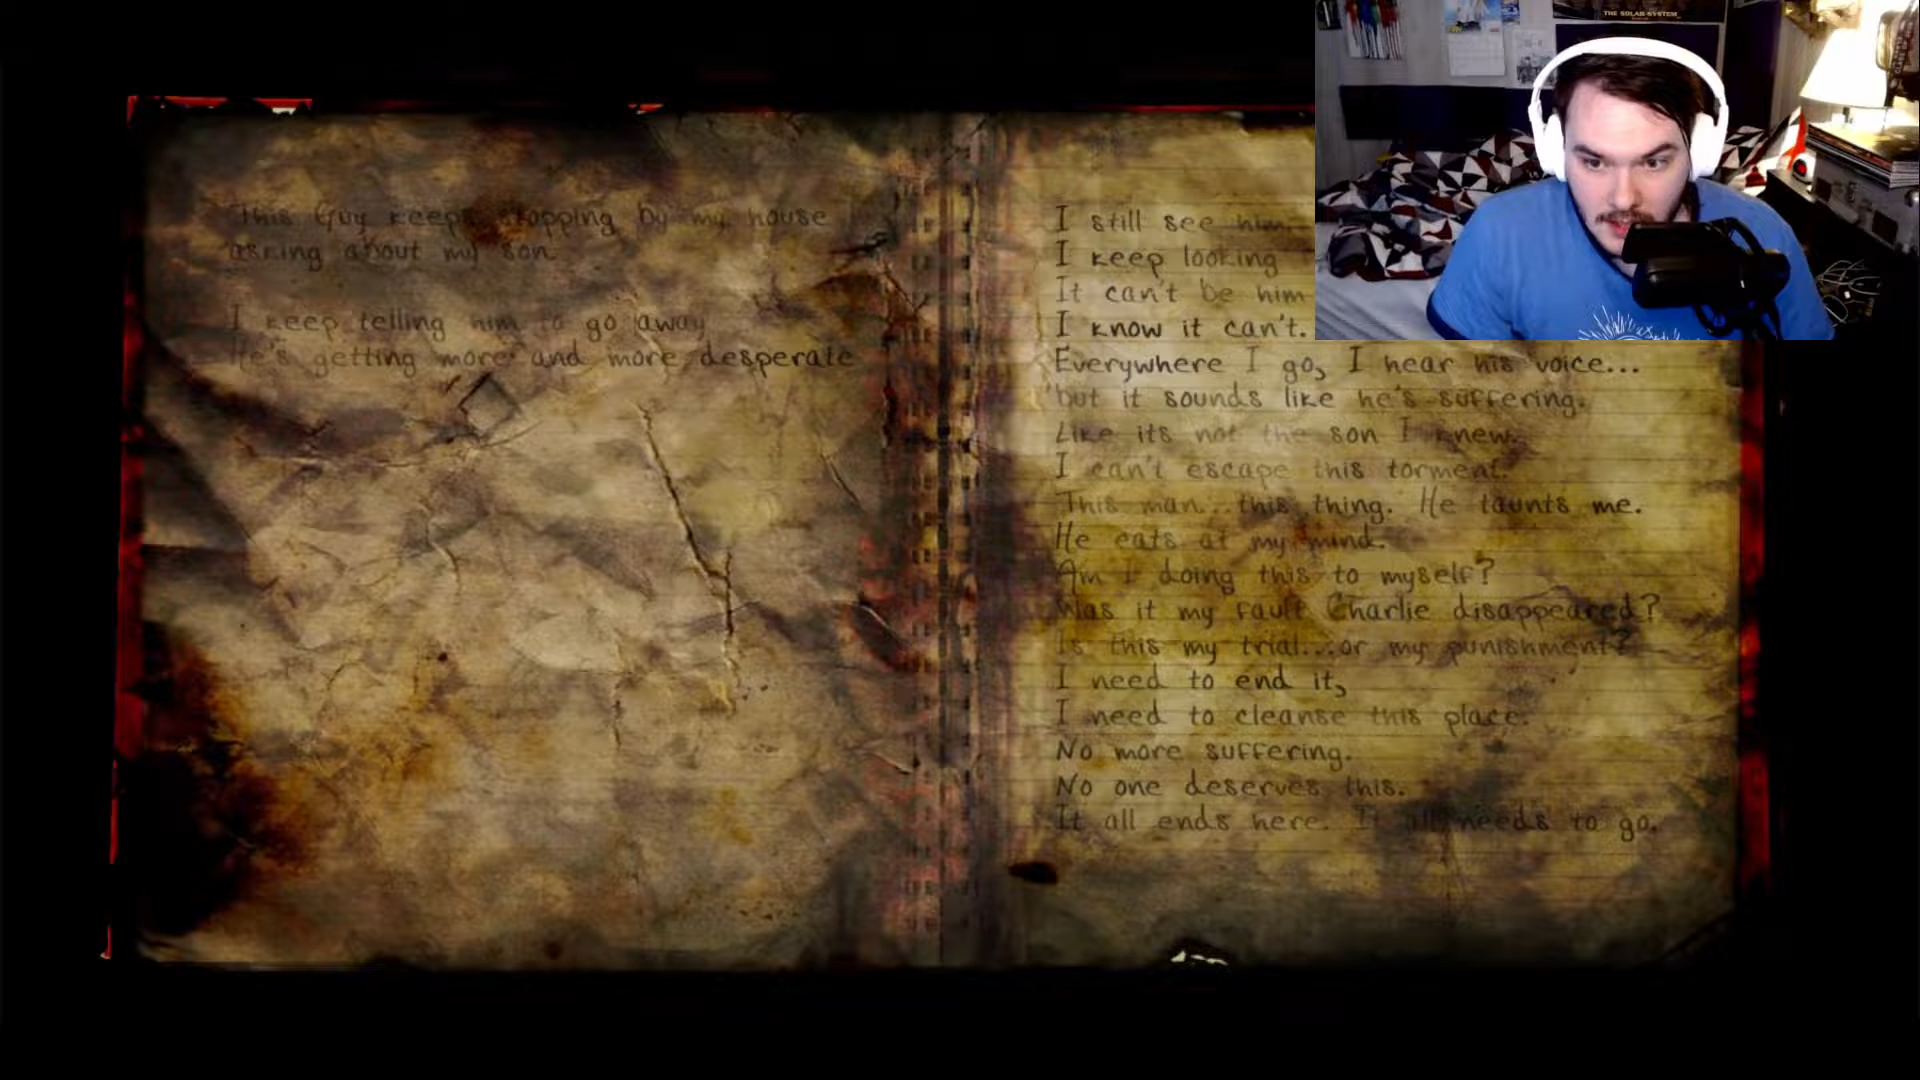 This Guy keeps stopping by my house
asking about my son.
I keep telling him to go away
He's getting more and more desperate
I still see him
I keep looking
It can't be him
I know it can't.
Everywhere I go, I hear his voice...
but it sounds like he's suffering.
Like its not the son I knew.
I can't escape this torment.
This man...this thing. He taunts me.
He eats at my mind.
Am I doing this to myself?
Was it my fault Charlie disappeared?
Is this my trial...or my punishment?
I need to end it,
I need to cleanse this place.
No more suffering.
No one deserves this.
It all ends here. It all needs to go.
THE SOLAR SYSTEM